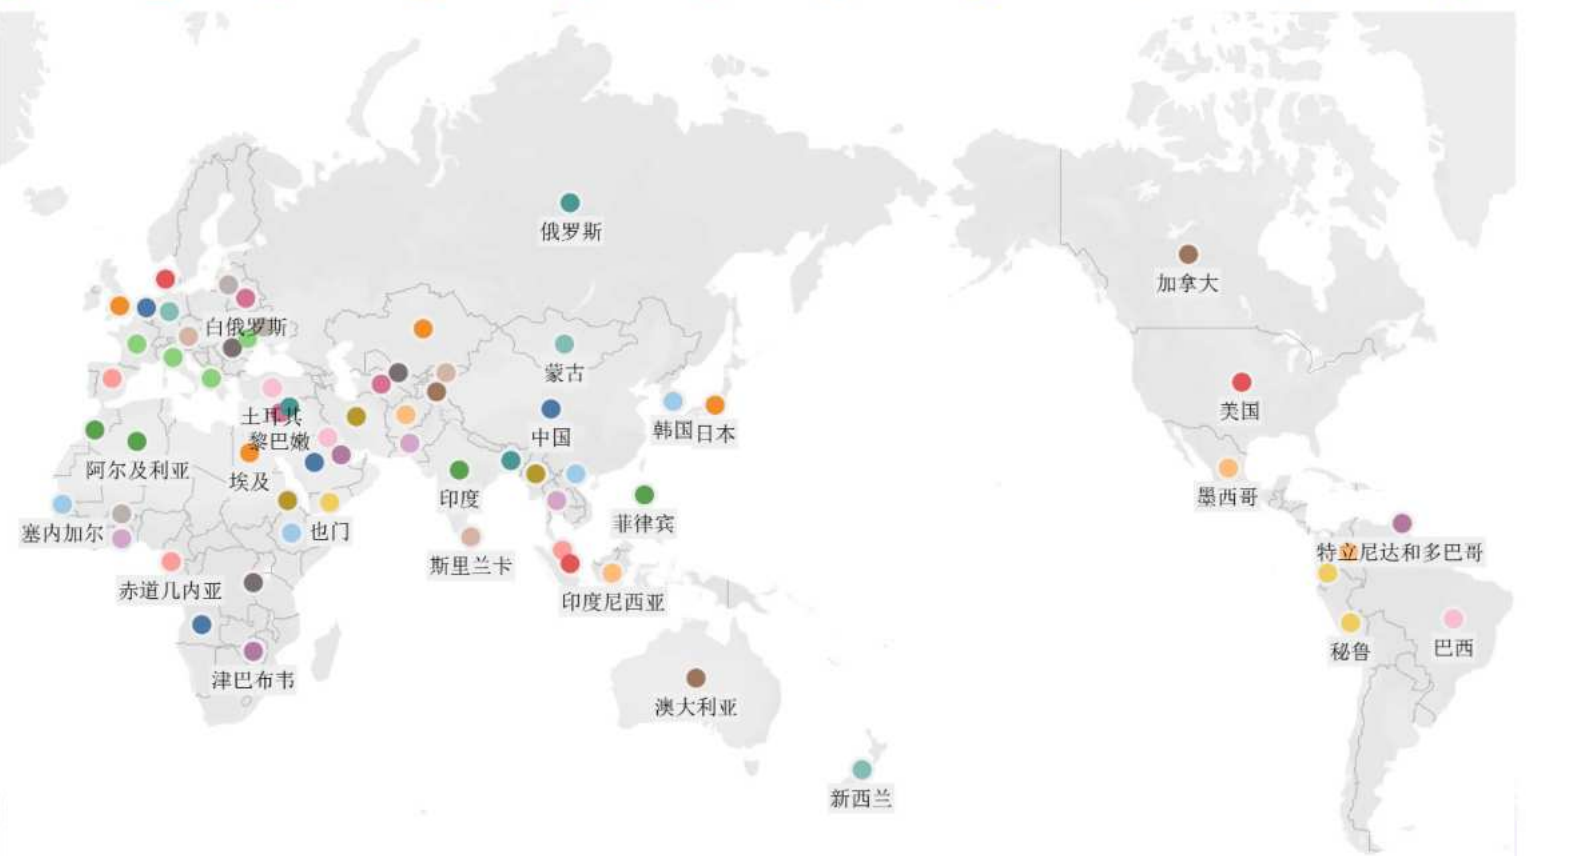 俄罗斯
加拿大
白俄罗斯
蒙古
土耳其
黎巴嫩
中国
韩国
日本
美国
阿尔及利亚
埃及
印度
墨西哥
塞内加尔
也门
菲律宾
斯里兰卡
特立尼达和多巴哥
赤道几内亚
印度尼西亚
秘鲁
巴西
津巴布韦
澳大利亚
新西兰